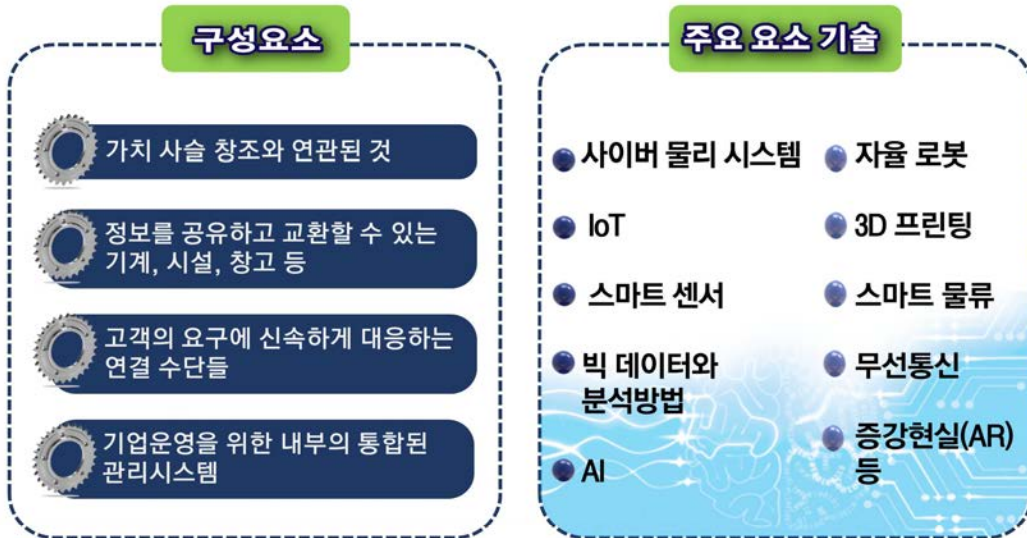 구성요소
가치 사슬 창조와 연관된 것
정보를 공유하고 교환할 수 있는
기계, 시설, 창고 등
고객의 요구에 신속하게 대응하는
연결 수단들
기업운영을 위한 내부의 통합된
관리시스템
주요 요소 기술
사이버 물리 시스템
IoT
스마트 센서
빅 데이터와
분석방법
AI
자율 로봇
3D 프린팅
스마트 물류
무선통신
증강현실(AR)
등